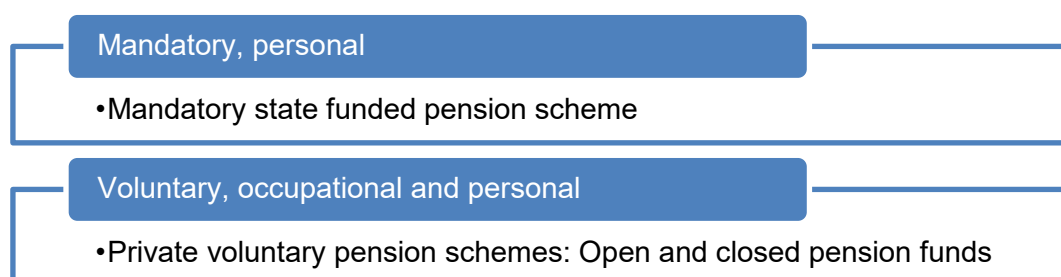 Mandatory, personal
•Mandatory state funded pension scheme
Voluntary, occupational and personal
•Private voluntary pension schemes: Open and closed pension funds